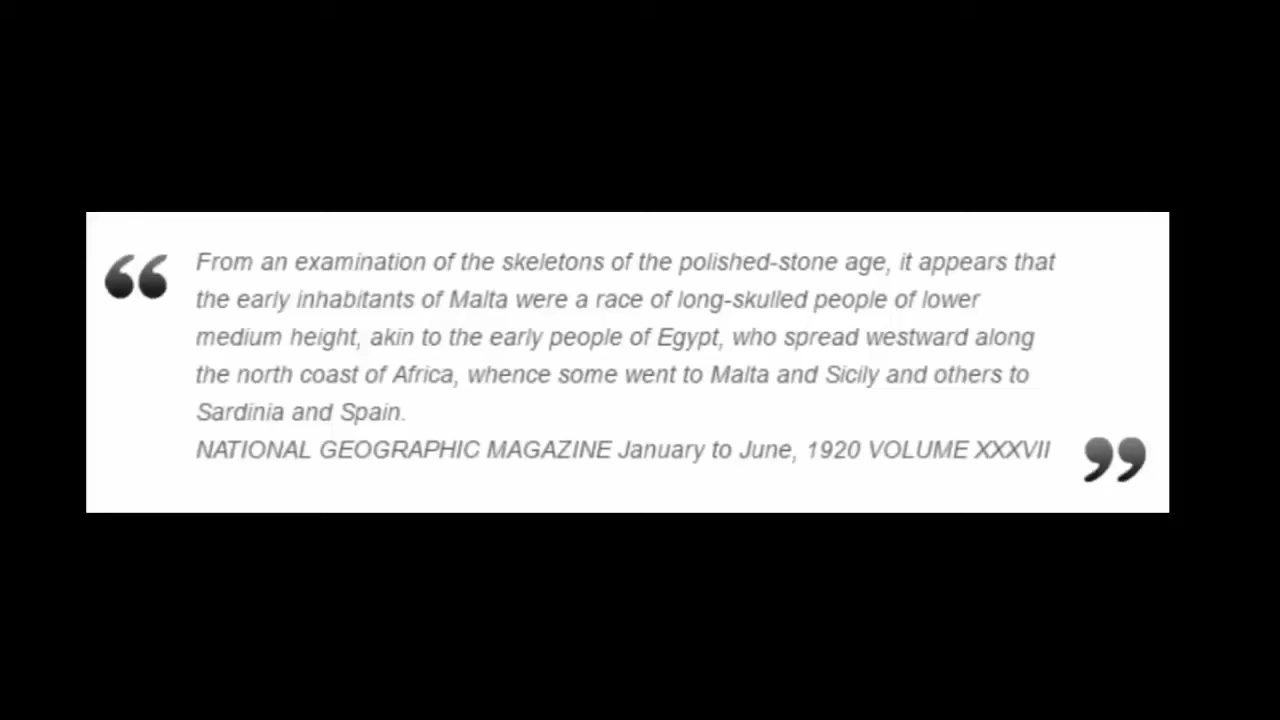 From an examination of the skeletons of the polished-stone age, it appears that
the early inhabitants of Malta were a race of long-skulled people of lower
medium height, akin to the early people of Egypt, who spread westward along
the north coast of Africa, whence some went to Malta and Sicily and others to
Sardinia and Spain.
NATIONAL GEOGRAPHIC MAGAZINE January to June, 1920 VOLUME XXXVII